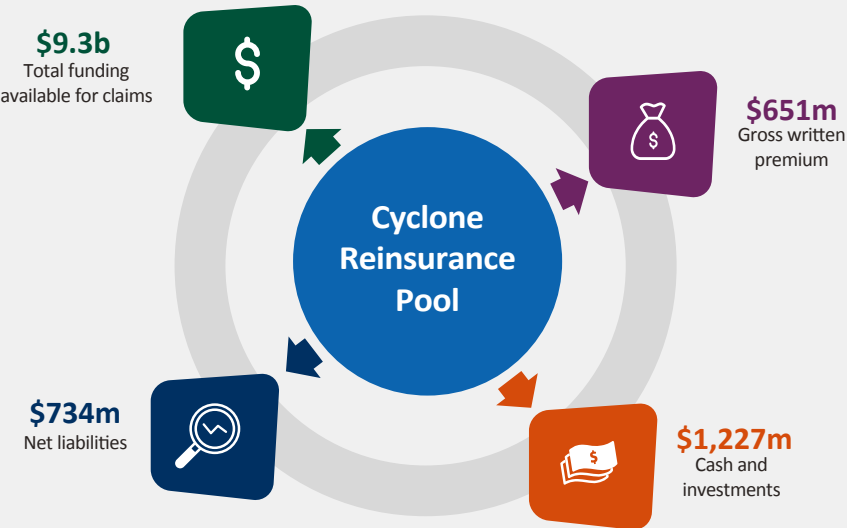 $9.3b
Total funding
available for claims
$
$
$651m
Gross written
premium
Cyclone
Reinsurance
Pool
$734m
Net liabilities
$
$1,227m
Cash and
investments